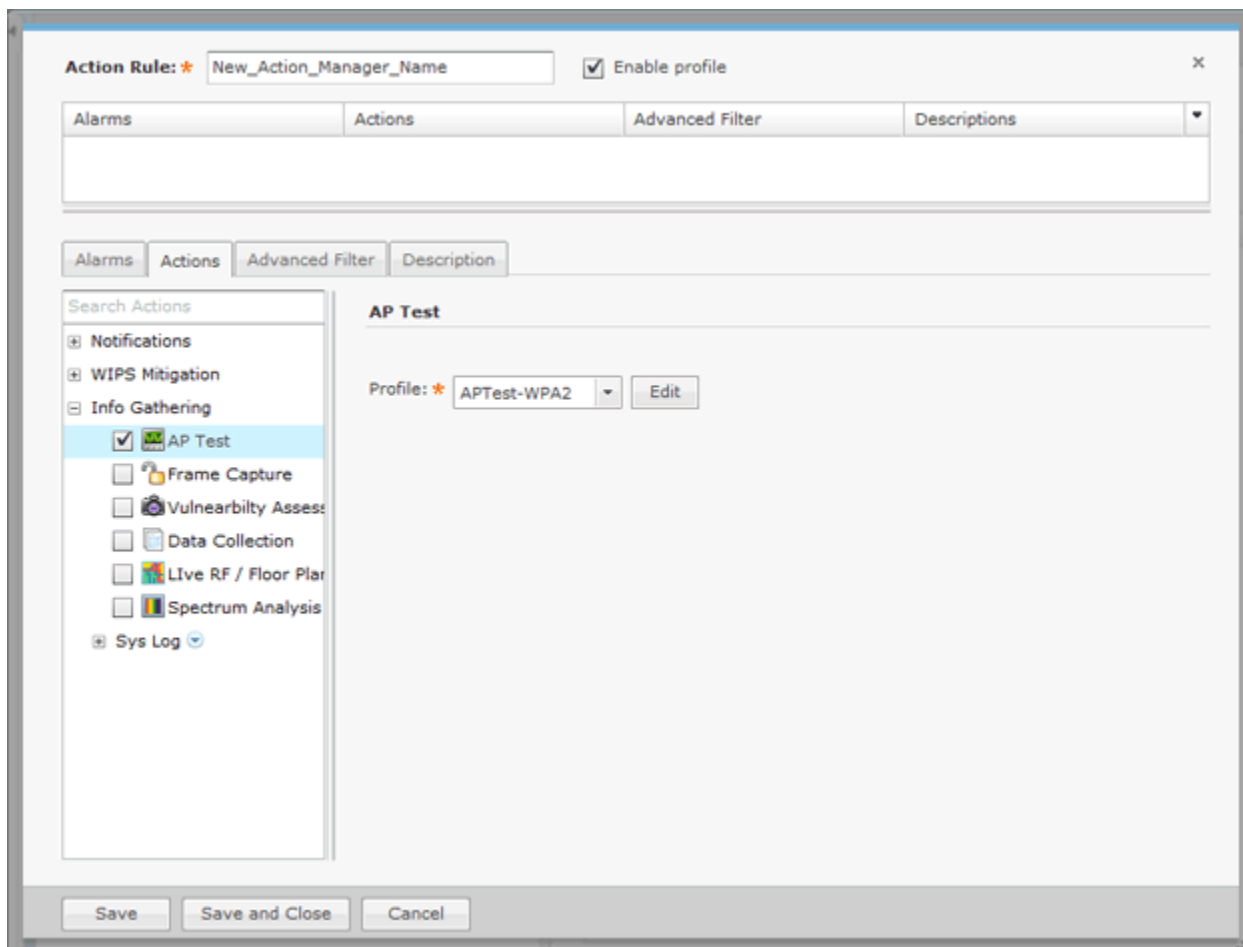 Action Rule: * New_Action_Manager_Name Enable profile
Alarms Actions Advanced Filter Descriptions
Alarms Actions Advanced Filter Description
Search Actions
AP Test
Notifications
WIPS Mitigation
Profile: * APTest-WPA2 Edit
Info Gathering
AP Test
Frame Capture
Vulnearbilty Assess
Data Collection
LIve RF / Floor Plan
Spectrum Analysis
Sys Log
Save Save and Close Cancel